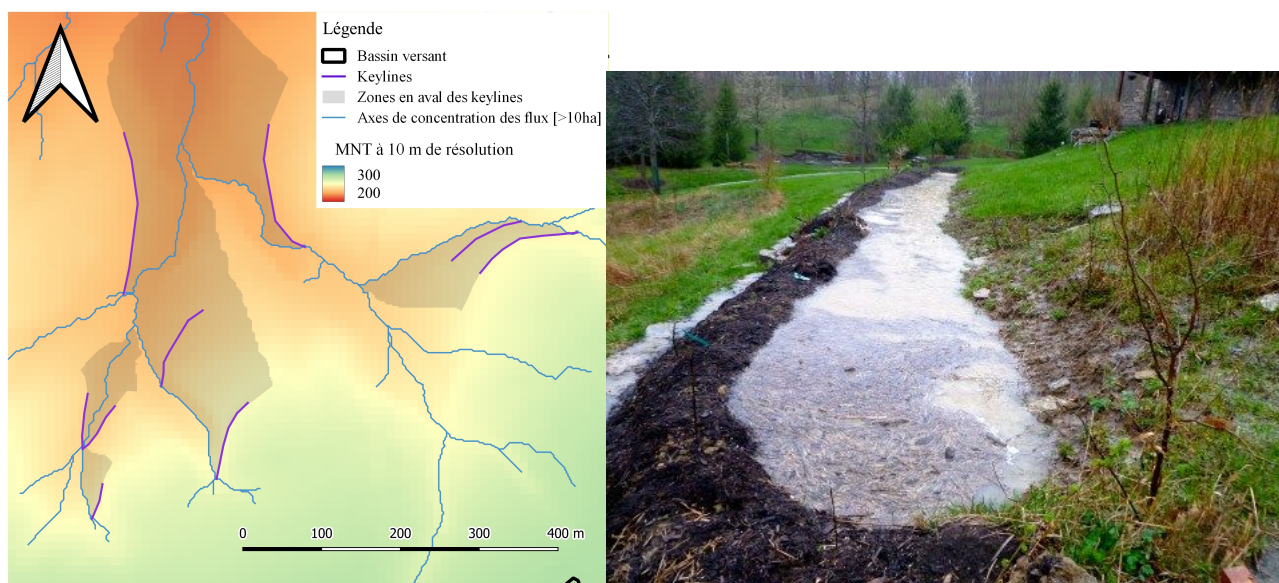 Légende
Bassin versant
Keylines
Zones en aval des keylines
Axes de concentration des flux [>10ha]
MNT à 10 m de résolution
300
200
0 100 200 300 400 m